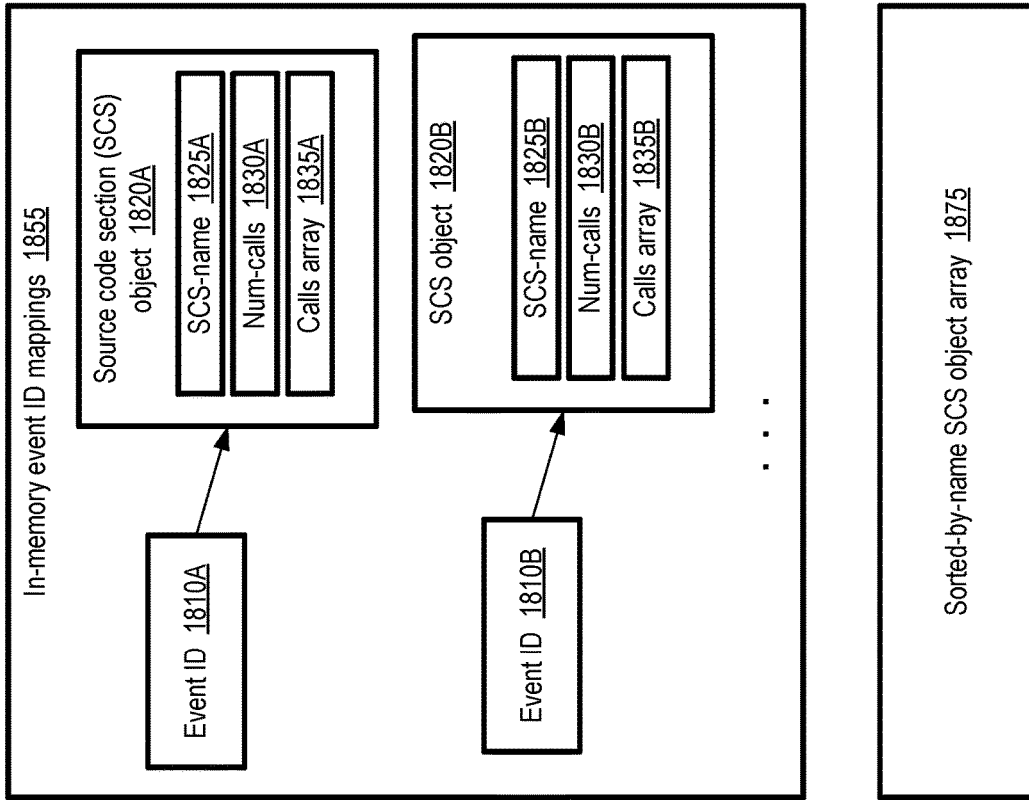 In-memory event ID mappings 1855
Event ID 1810A
Source code section (SCS)
object 1820A
SCS-name 1825A
Num-calls 1830A
Calls array 1835A
Event ID 1810B
SCS object 1820B
SCS-name 1825B
Num-calls 1830B
Calls array 1835B
. . .
Sorted-by-name SCS object array 1875